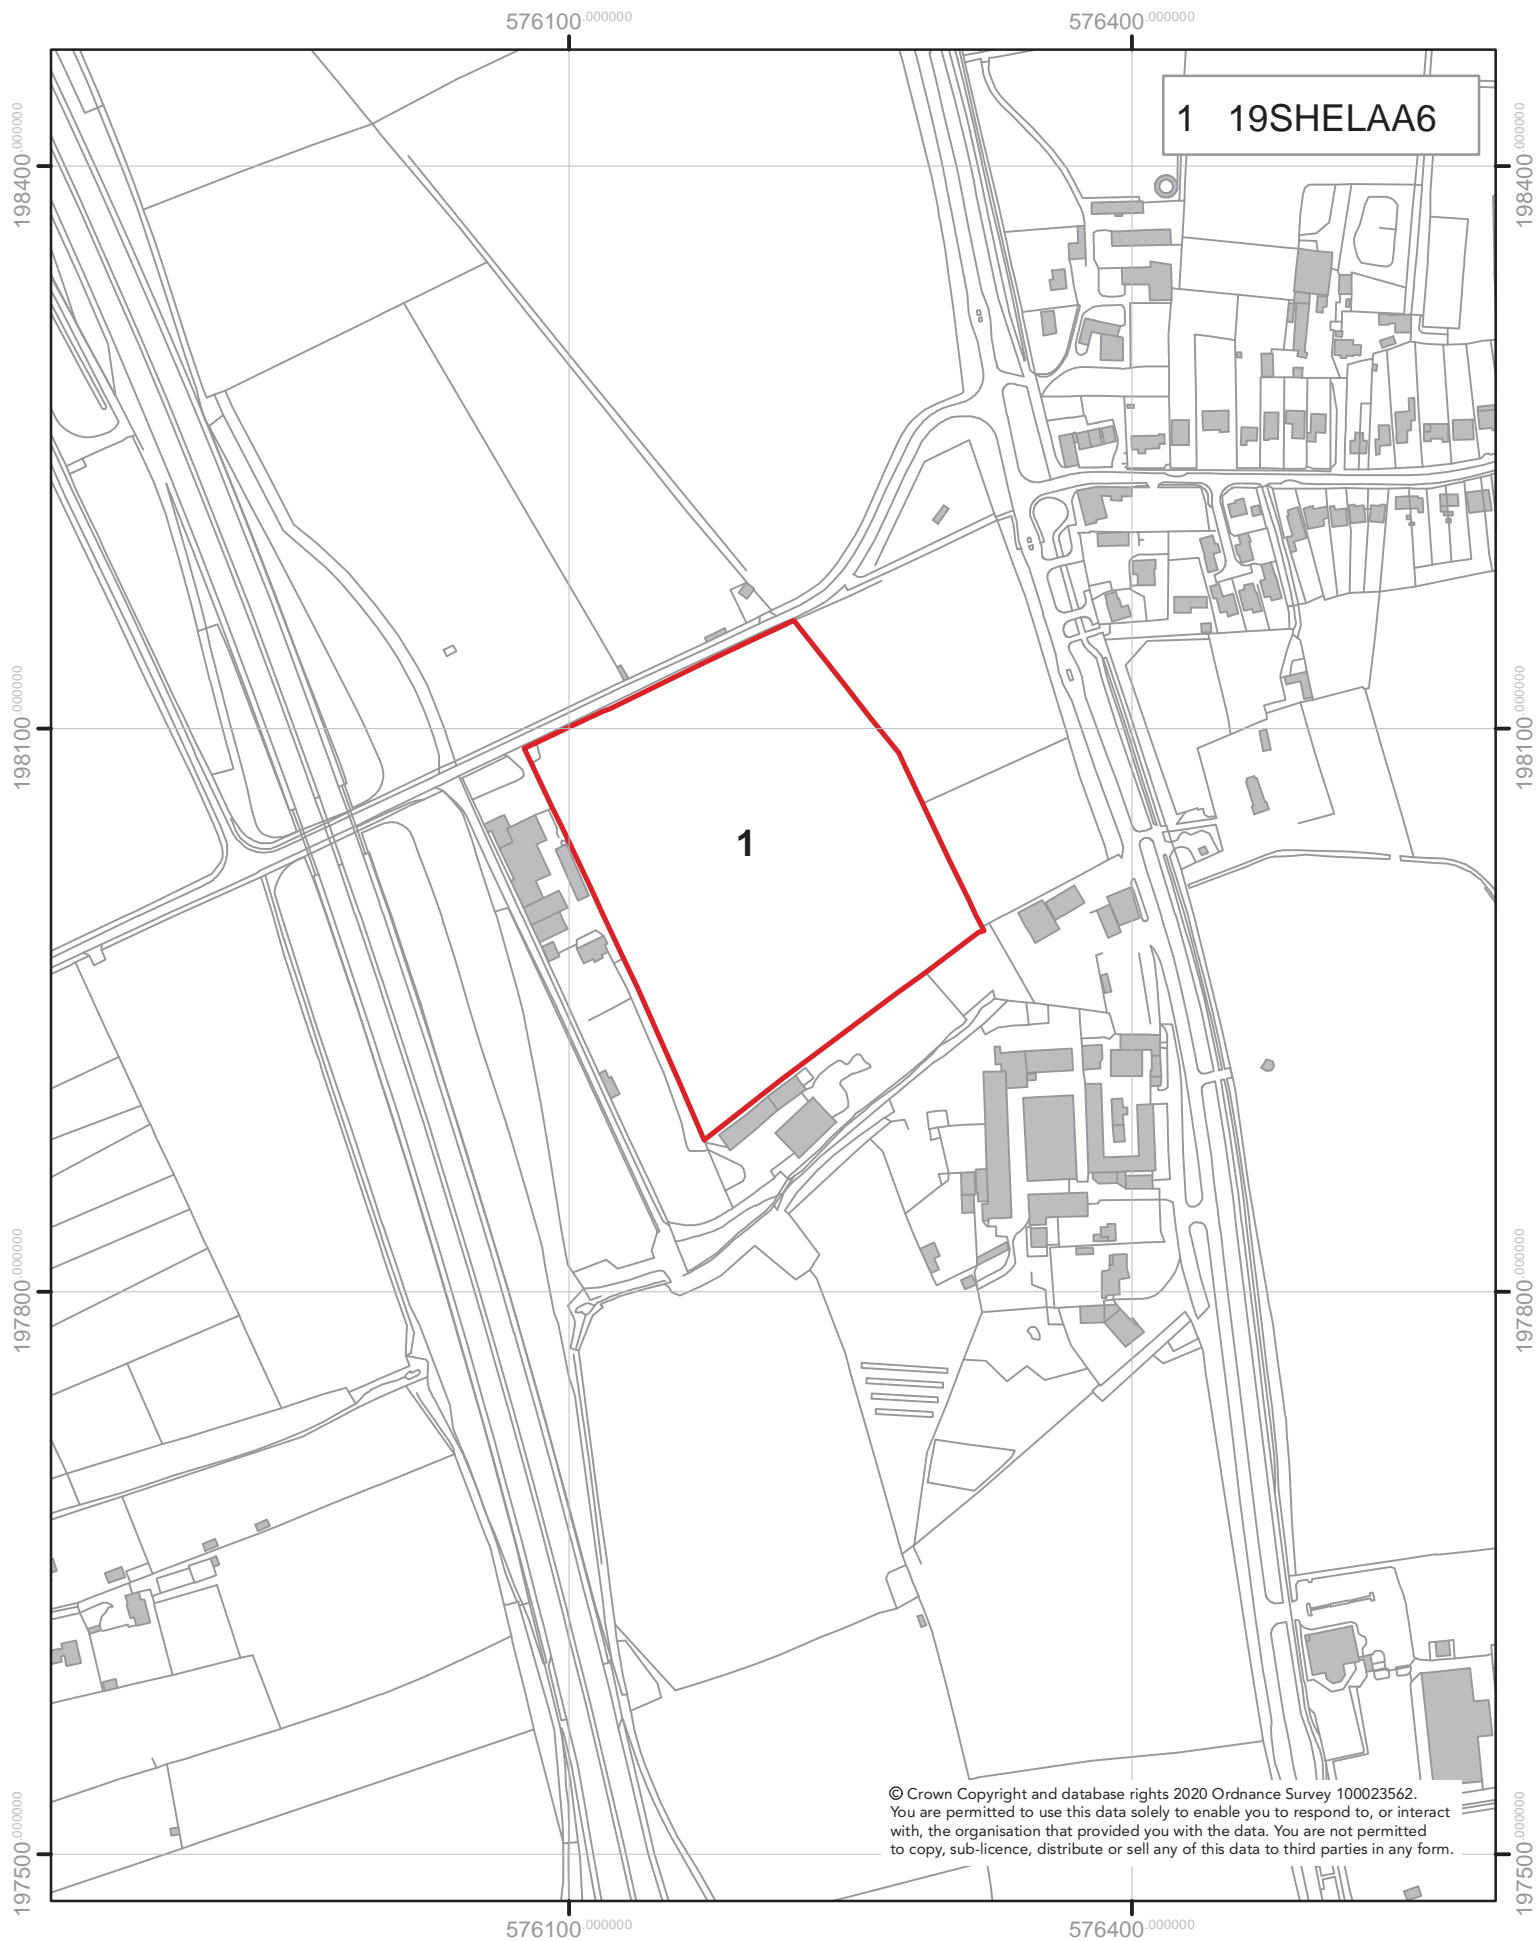 576100.000000 576400.000000
1 19SHELAA6
198400.000000 198400.000000
198100.000000 198100.000000
1
197800.000000 197800.000000
© Crown Copyright and database rights 2020 Ordnance Survey 100023562.
You are permitted to use this data solely to enable you to respond to, or interact
with, the organisation that provided you with the data. You are not permitted
to copy, sub-licence, distribute or sell any of this data to third parties in any form.
197500.000000 197500.000000
576100.000000 576400.000000